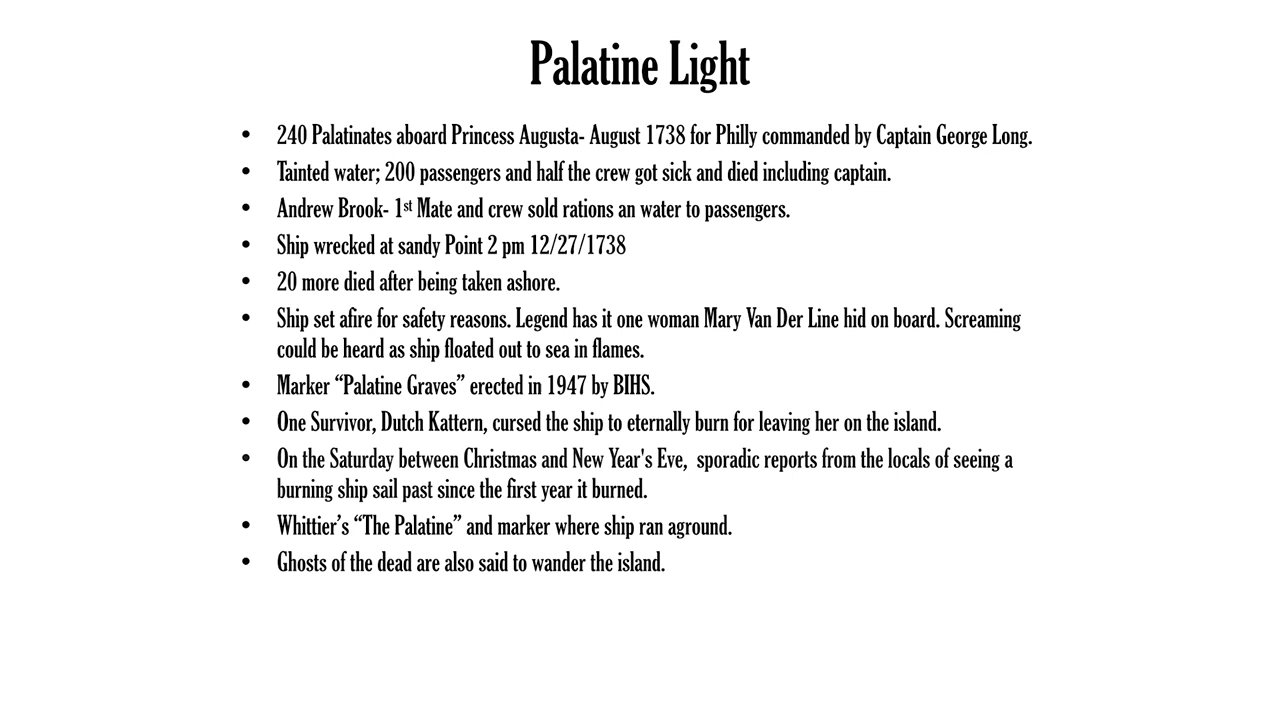 Palatine Light
• 240 Palatinates aboard Princess Augusta- August 1738 for Philly commanded by Captain George Long.
• Tainted water; 200 passengers and half the crew got sick and died including captain.
• Andrew Brook- 1st Mate and crew sold rations an water to passengers.
• Ship wrecked at sandy Point 2 pm 12/27/1738
• 20 more died after being taken ashore.
• Ship set afire for safety reasons. Legend has it one woman Mary Van Der Line hid on board. Screaming
could be heard as ship floated out to sea in flames.
• Marker “Palatine Graves” erected in 1947 by BIHS.
• One Survivor, Dutch Kattern, cursed the ship to eternally burn for leaving her on the island.
• On the Saturday between Christmas and New Year's Eve,  sporadic reports from the locals of seeing a
burning ship sail past since the first year it burned.
• Whittier’s “The Palatine” and marker where ship ran aground.
• Ghosts of the dead are also said to wander the island.